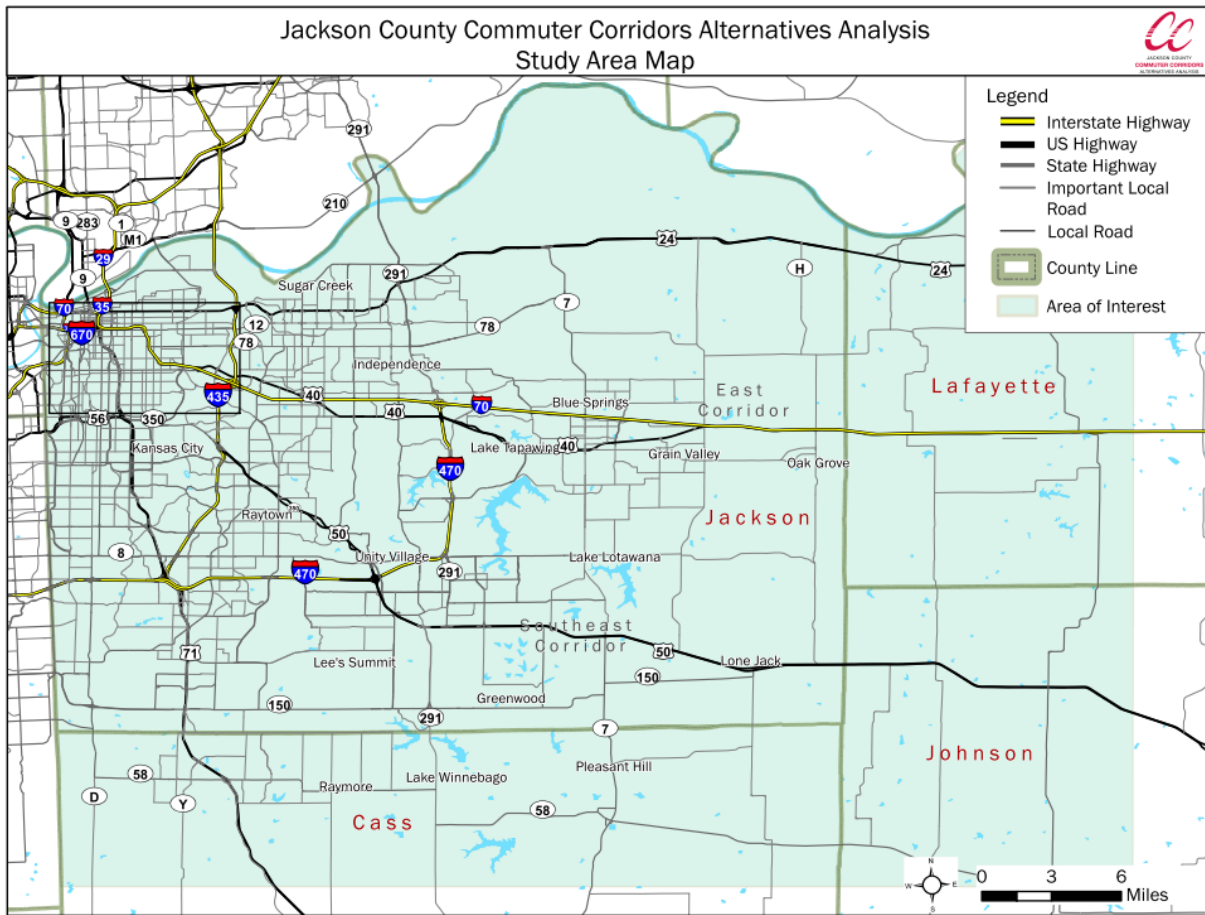 Jackson County Commuter Corridors Alternatives Analysis
Study Area Map
CC
JACKSON COUNTY
COMMUTER CORRIDORS
ALTERNATIVES ANALYSIS
Legend
Interstate Highway
US Highway
State Highway
Important Local
Road
Local Road
County Line
Area of Interest
291
210
9
283
1
M1
29
9
24
H
24
291
Sugar Creek
7
70
35
670
12
78
78
Independence
435
40
40
70
Blue Springs
East
Corridor
Lafayette
56
350
Kansas City
Lake Tapawing
40
Grain Valley
Oak Grove
470
Raytown
350
50
Jackson
8
Unity Village
470
291
Lake Lotawana
Southeast
Corridor
71
50
Lone Jack
Lee's Summit
150
Greenwood
150
291
7
Johnson
58
Lake Winnebago
Pleasant Hill
Raymore
D
Y
Cass
58
N
W
E
S
0
3
6
Miles